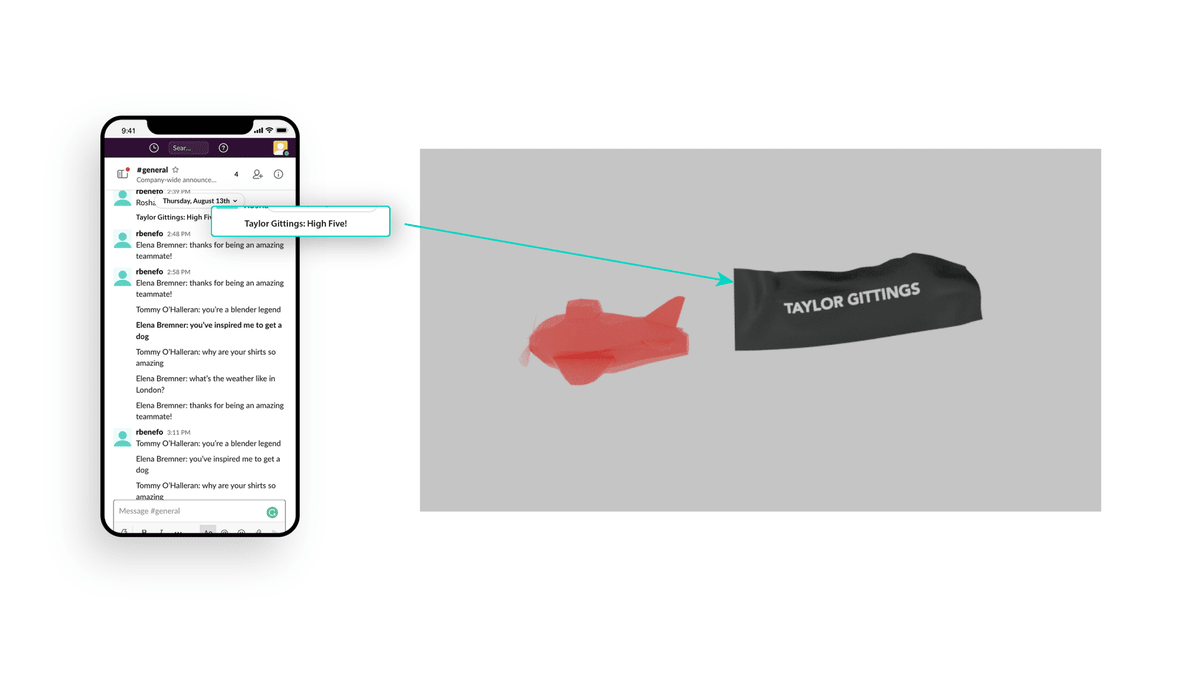 9:41
Sear...
#general
Company-wide announce...
4
rbenefo 2:39 PM
Rosha
Thursday, August 13th
Taylor Gittings: High Fiv
Taylor Gittings: High Five!
rbenefo 2:48 PM
Elena Bremner: thanks for being an amazing
teammate!
rbenefo 2:58 PM
Elena Bremner: thanks for being an amazing
teammate!
Tommy O'Halleran: you're a blender legend
Elena Bremner: you've inspired me to get a
dog
Tommy O'Halleran: why are your shirts so
amazing
Elena Bremner: what's the weather like in
London?
Elena Bremner: thanks for being an amazing
teammate!
rbenefo 3:11 PM
Tommy O'Halleran: you're a blender legend
Elena Bremner: you've inspired me to get a
dog
Tommy O'Halleran: why are your shirts so
amazing
Message #general
TAYLOR GITTINGS